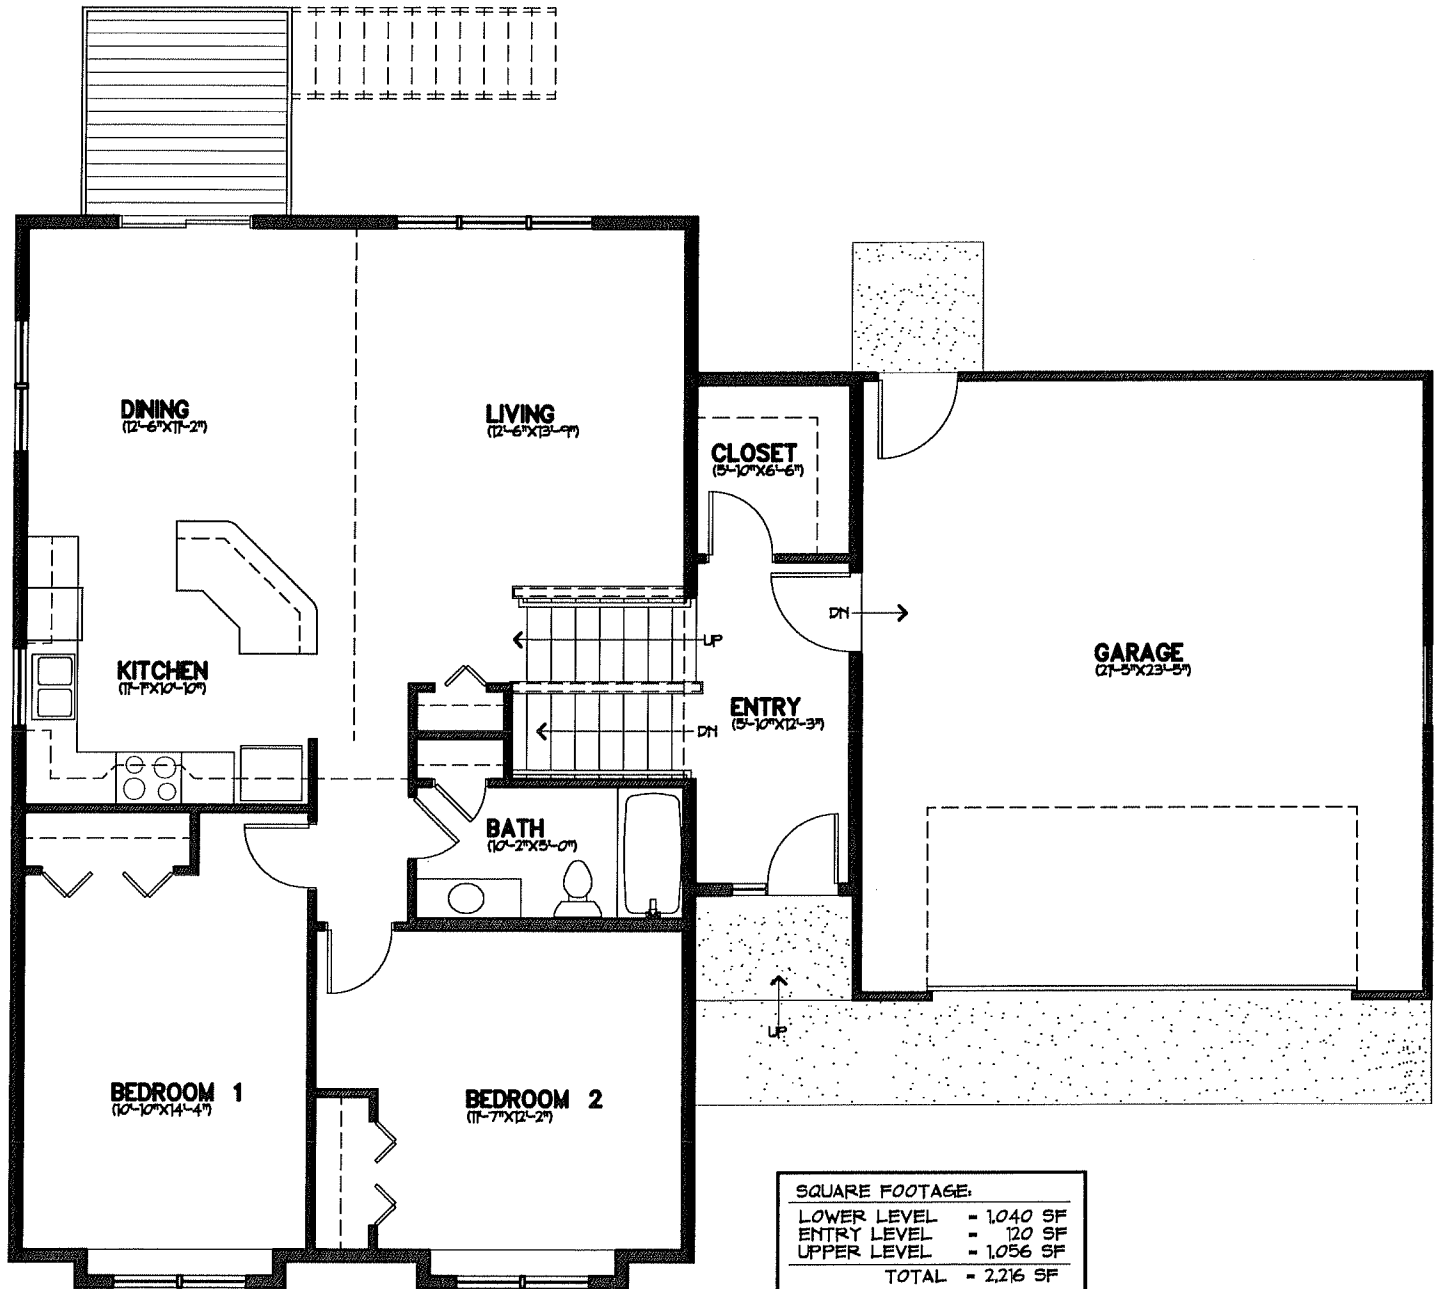 DINING
(12'-6"X11'-2")
LIVING
(12'-6"X13'-9")
CLOSET
(5'-10"X6'-6")
DN
UP
KITCHEN
(11'-1"X10'-10")
GARAGE
(21'-5"X23'-5")
ENTRY
(5'-10"X12'-3")
DN
BATH
(10'-2"X5'-0")
UP
BEDROOM 1
(10'-10"X14'-4")
BEDROOM 2
(11'-7"X12'-2")
SQUARE FOOTAGE:
LOWER LEVEL = 1,040 SF
ENTRY LEVEL = 120 SF
UPPER LEVEL = 1,056 SF
TOTAL = 2,216 SF